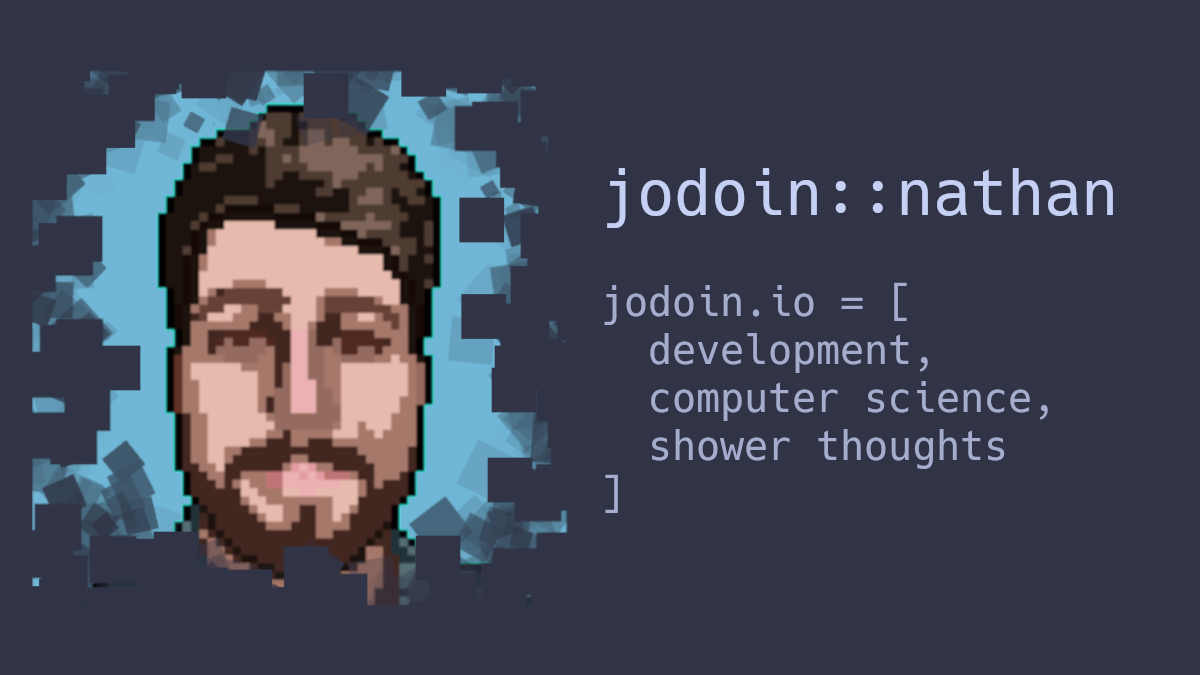 jodoin::nathan
jodoin.io = [
  development,
  computer science,
  shower thoughts
]